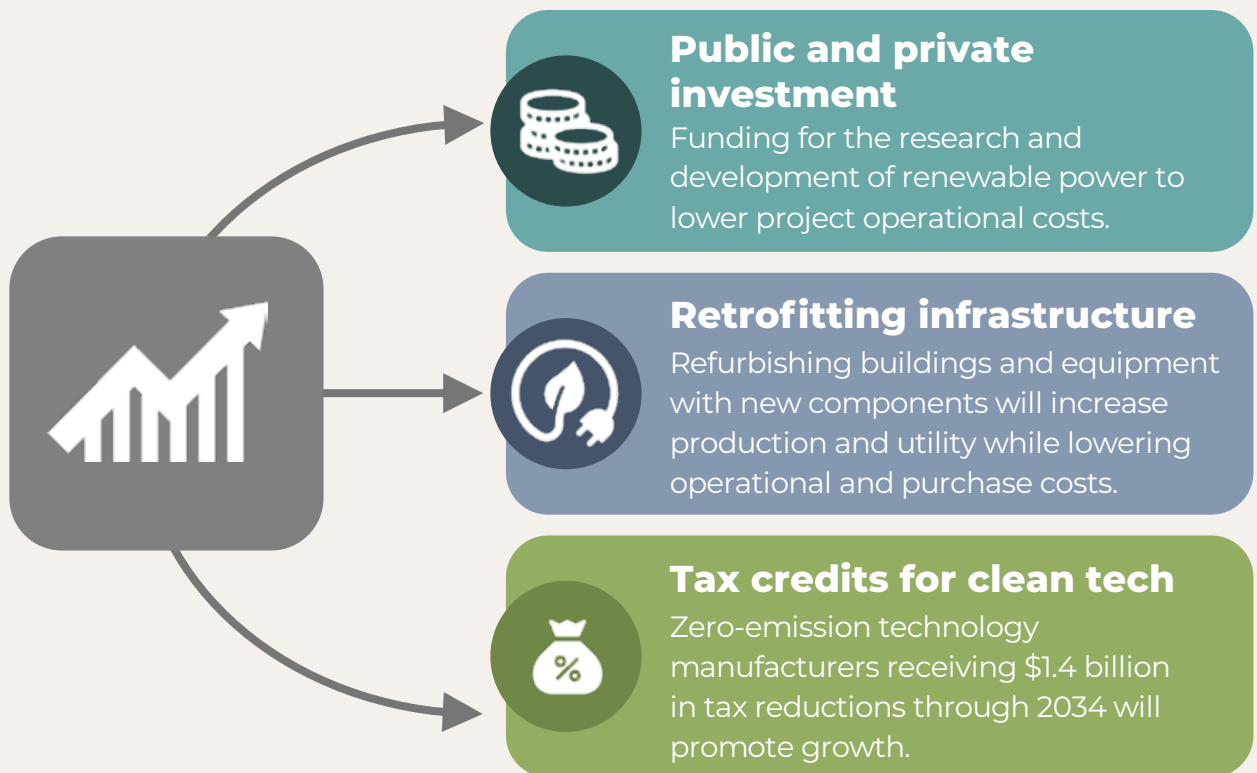 Public and private
investment
Funding for the research and
development of renewable power to
lower project operational costs.
Retrofitting infrastructure
Refurbishing buildings and equipment
with new components will increase
production and utility while lowering
operational and purchase costs.
Tax credits for clean tech
%
Zero-emission technology
manufacturers receiving $1.4 billion
in tax reductions through 2034 will
promote growth.